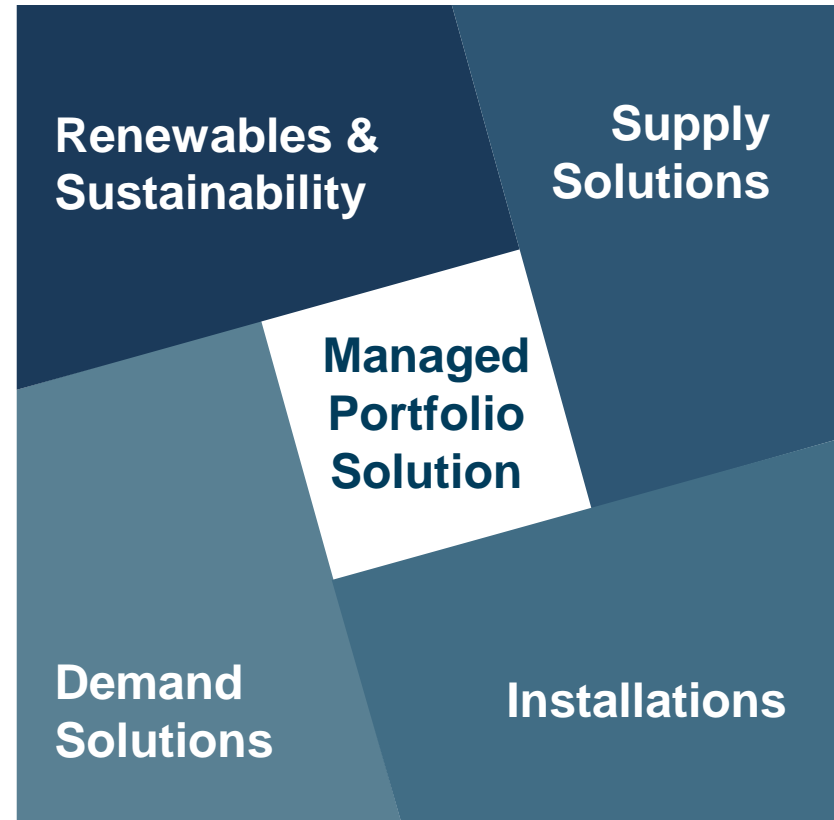 Renewables &
Sustainability
Supply
Solutions
Managed
Portfolio
Solution
Demand
Solutions
Installations